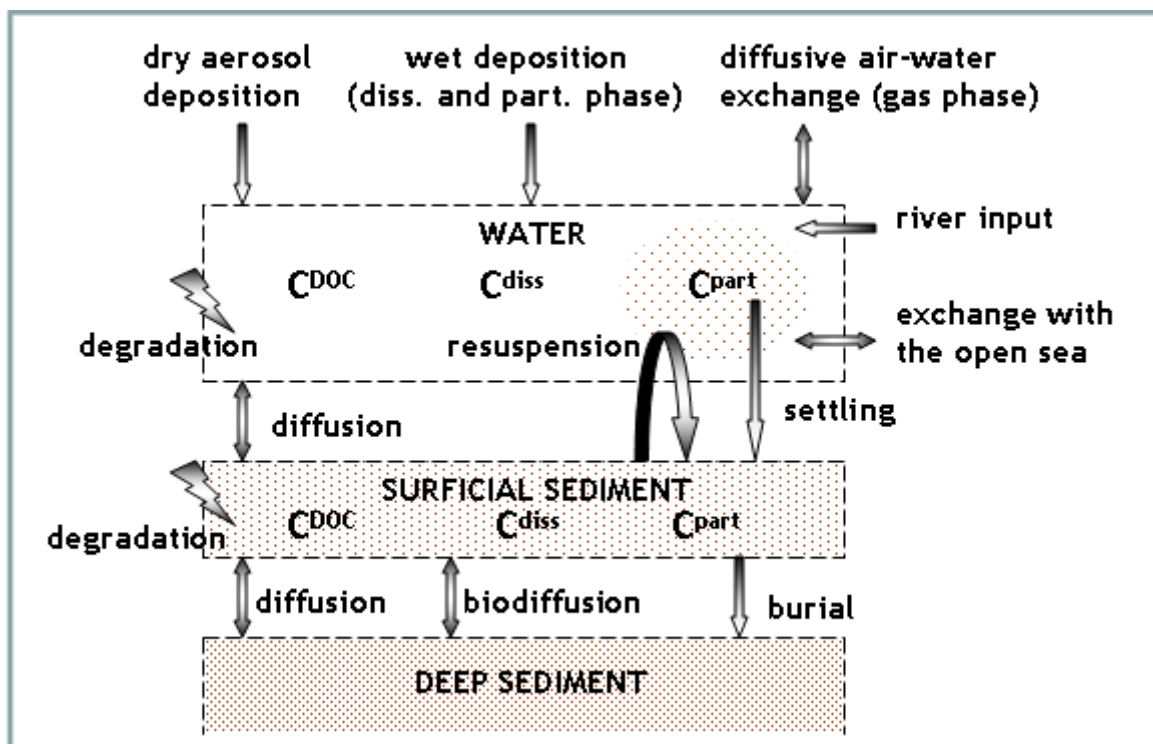 dry aerosol
deposition
wet deposition
(diss. and part. phase)
diffusive air-water
exchange (gas phase)
river input
WATER
CDOC
Cdiss
Cpart
degradation
resuspension
exchange with
the open sea
diffusion
settling
SURFICIAL SEDIMENT
CDOC
Cdiss
Cpart
degradation
diffusion
biodiffusion
burial
DEEP SEDIMENT